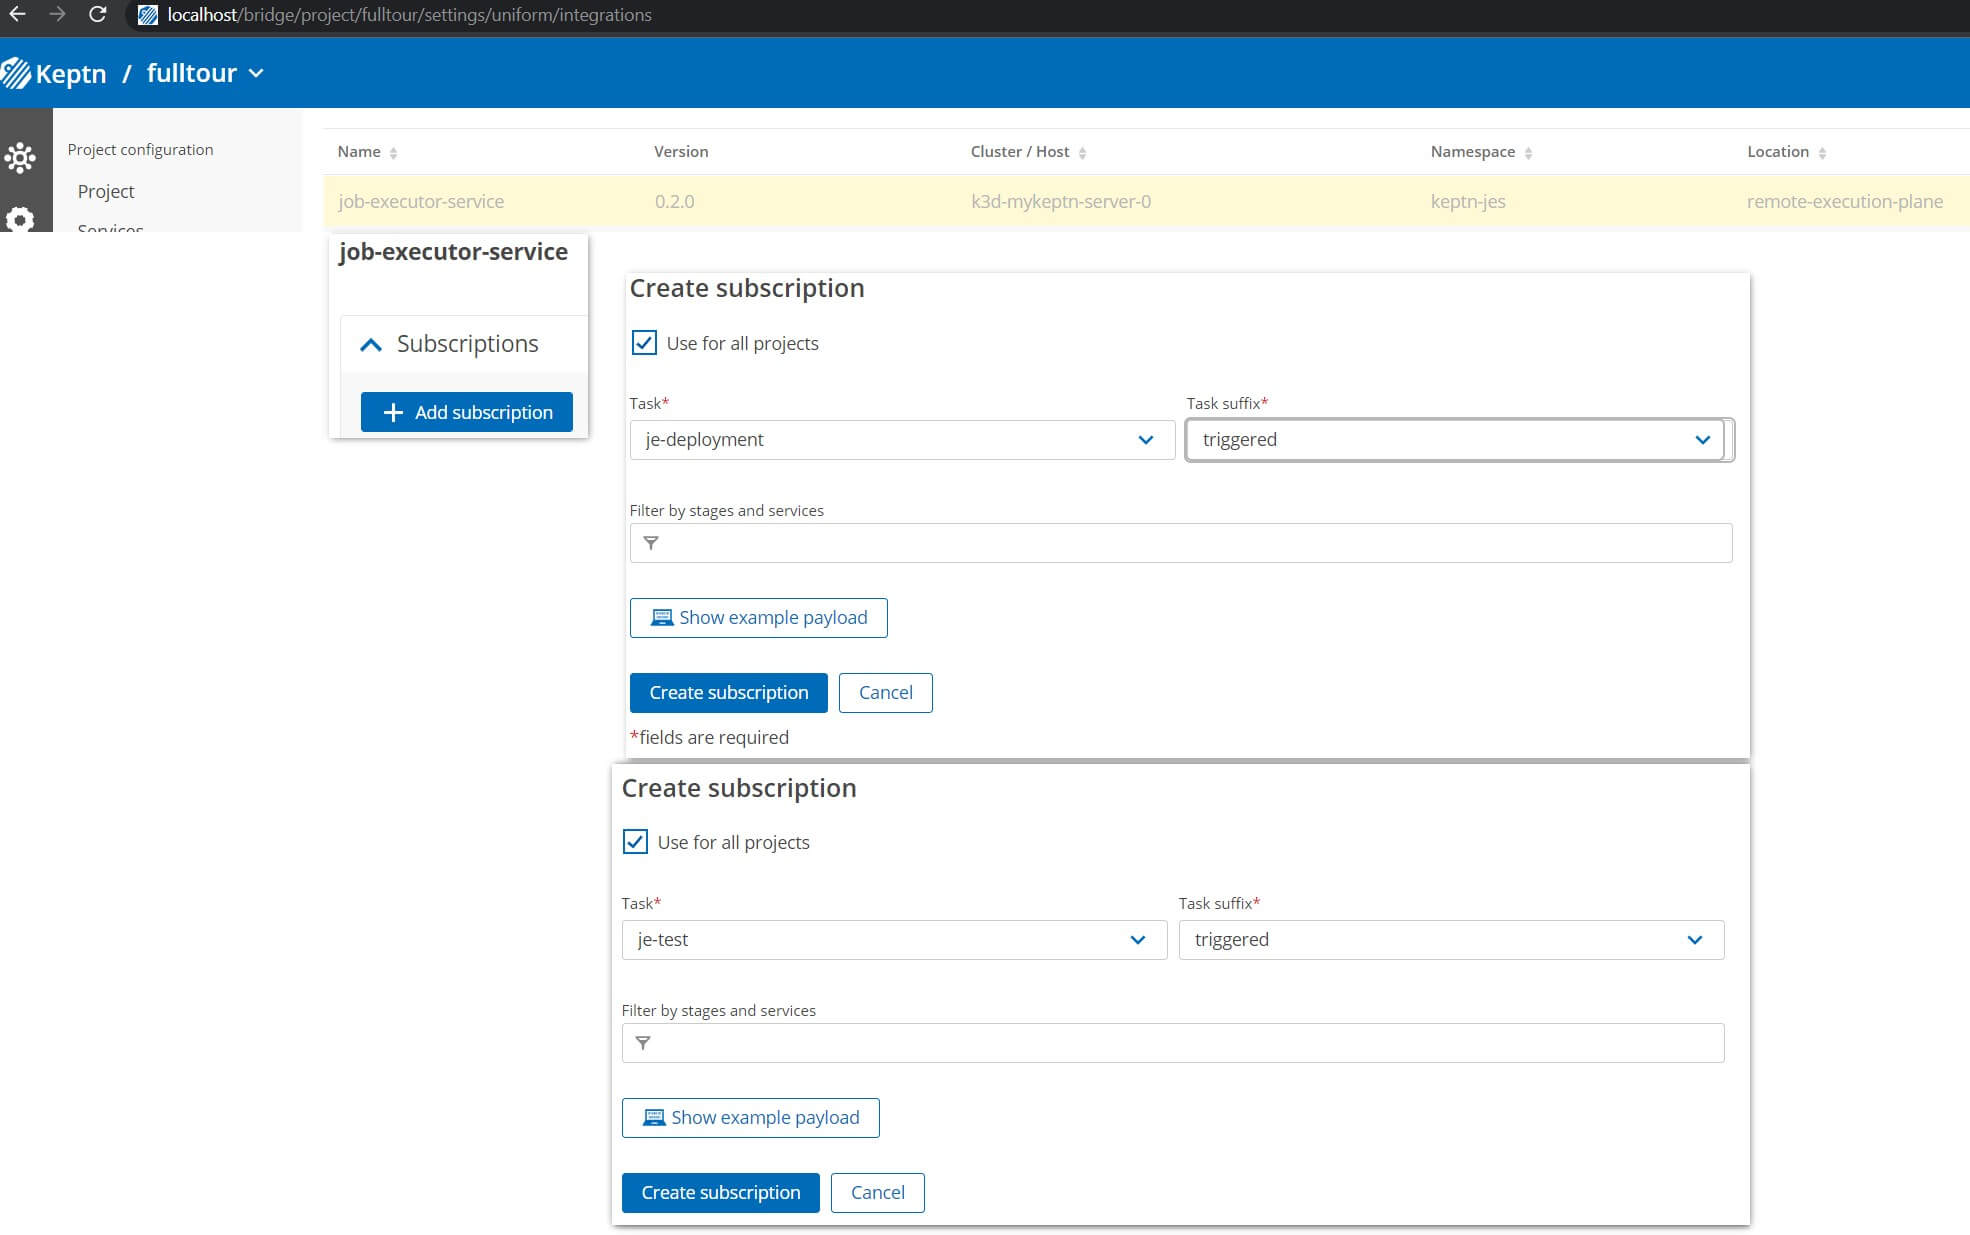 localhost/bridge/project/fulltour/settings/uniform/integrations
Keptn / fulltour
Project configuration
Project
Services
Name Version Cluster / Host Namespace Location
job-executor-service 0.2.0 k3d-mykeptn-server-0 keptn-jes remote-execution-plane
job-executor-service
Subscriptions
Add subscription
Create subscription
Use for all projects
Task* Task suffix*
je-deployment triggered
Filter by stages and services
Show example payload
Create subscription Cancel
*fields are required
Create subscription
Use for all projects
Task* Task suffix*
je-test triggered
Filter by stages and services
Show example payload
Create subscription Cancel